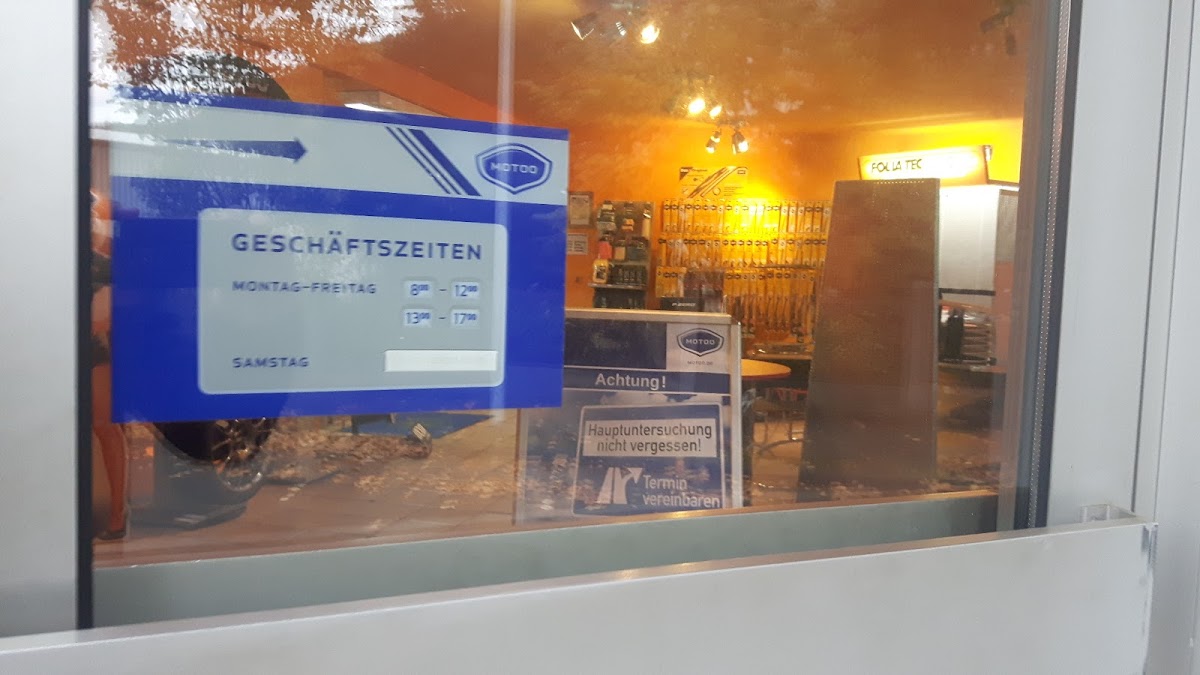 MOTOO
GESCHÄFTSZEITEN
MONTAG-FREITAG 8⁰⁰ - 12⁰⁰
13⁰⁰ - 17⁰⁰
SAMSTAG
FOLIATEC
MOTOO
Achtung!
Hauptuntersuchung
nicht vergessen!
Termin
vereinbaren